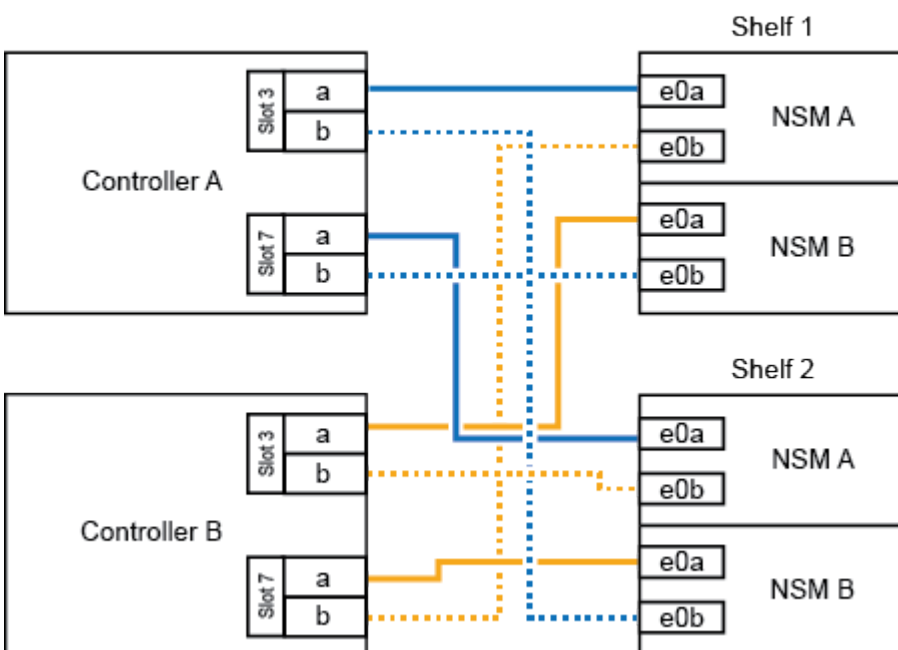 Shelf 1
Controller A
Slot 3
a
b
Slot 7
a
b
e0a
e0b
NSM A
e0a
e0b
NSM B
Shelf 2
Controller B
Slot 3
a
b
Slot 7
a
b
e0a
e0b
NSM A
e0a
e0b
NSM B